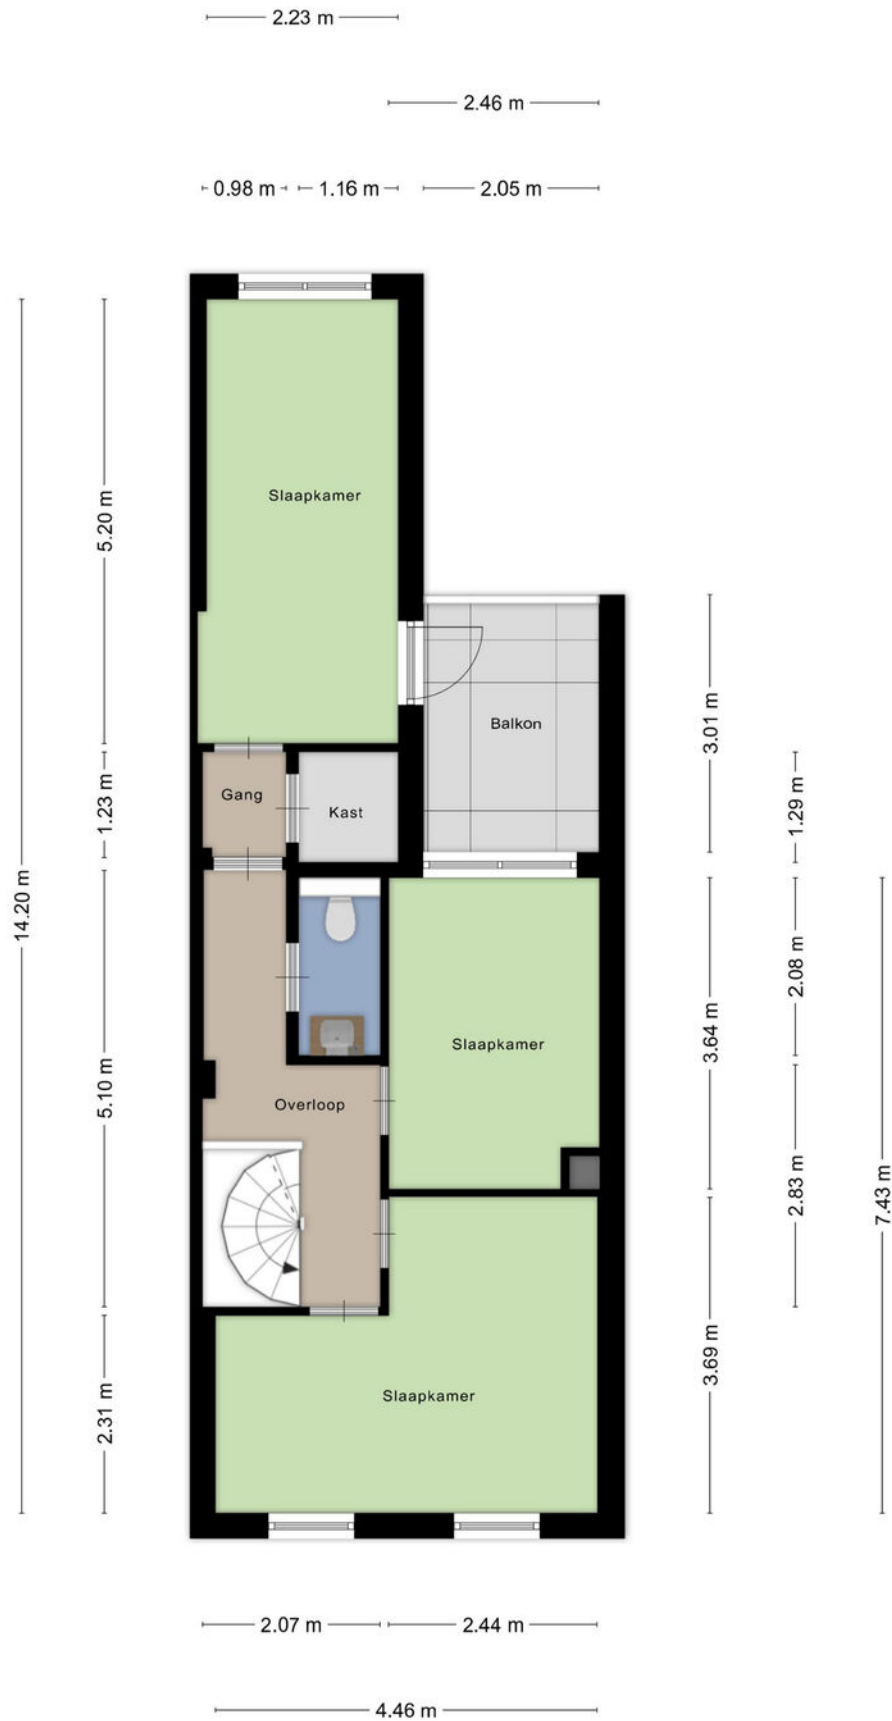 2.23 m
2.46 m
0.98 m
1.16 m
2.05 m
Slaapkamer
5.20 m
Balkon
3.01 m
Gang
Kast
1.23 m
1.29 m
14.20 m
2.08 m
3.64 m
Slaapkamer
5.10 m
Overloop
2.83 m
7.43 m
3.69 m
Slaapkamer
2.31 m
2.07 m
2.44 m
4.46 m